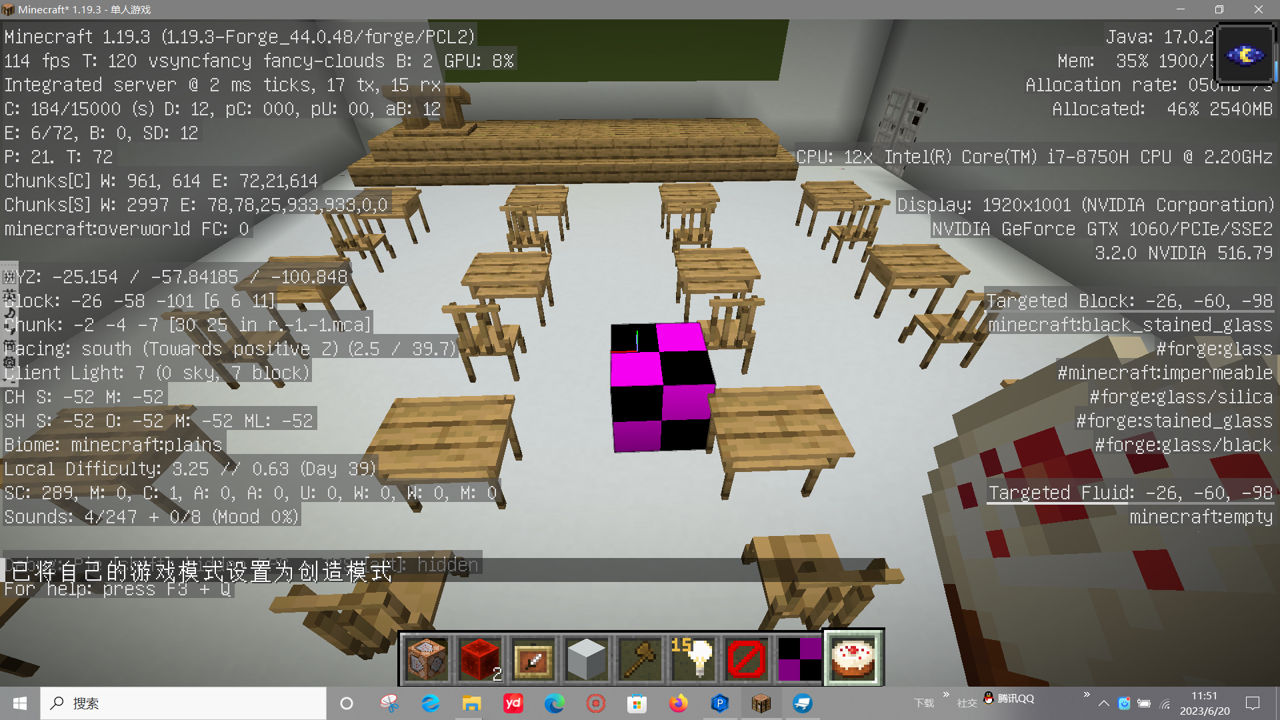 Minecraft* 1.19.3 - 单人游戏
Minecraft 1.19.3 (1.19.3-Forge_44.0.48/forge/PCL2)
114 fps T: 120 vsyncfancy fancy-clouds B: 2 GPU: 8%
Integrated server @ 2 ms ticks, 17 tx, 15 rx
C: 184/15000 (s) D: 12, pC: 000, pU: 00, aB: 12
E: 6/72, B: 0, SD: 12
P: 21. T: 72
Chunks[C] W: 961, 614 E: 72,21,614
Chunks[S] W: 2997 E: 78,78,25,933,933,0,0
minecraft:overworld FC: 0
XYZ: -25.154 / -57.84185 / -100.848
Block: -26 -58 -101 [6 6 11]
Chunk: -2 -4 -7 [30 25 in r.-1.-1.mca]
Facing: south (Towards positive Z) (2.5 / 39.7)
Client Light: 7 (0 sky, 7 block)
CH S: -52 M: -52
SH S: -52 O: -52 M: -52 ML: -52
Biome: minecraft:plains
Local Difficulty: 3.25 // 0.63 (Day 39)
SC: 289, M: 0, C: 1, A: 0, A: 0, U: 0, W: 0, W: 0, M: 0
Sounds: 4/247 + 0/8 (Mood 0%)
hidden
已将自己的游戏模式设置为创造模式
For help: press F3 + Q
Java: 17.0.2
Mem: 35% 1900/5
Allocation rate: 050MB /s
Allocated: 46% 2540MB
CPU: 12x Intel(R) Core(TM) i7-8750H CPU @ 2.20GHz
Display: 1920x1001 (NVIDIA Corporation)
NVIDIA GeForce GTX 1060/PCIe/SSE2
3.2.0 NVIDIA 516.79
Targeted Block: -26, -60, -98
minecraft:black_stained_glass
#forge:glass
#minecraft:impermeable
#forge:glass/silica
#forge:stained_glass
#forge:glass/black
Targeted Fluid: -26, -60, -98
minecraft:empty
2
15
搜索
yd
下载
社交
腾讯QQ
11:51
2023/6/20